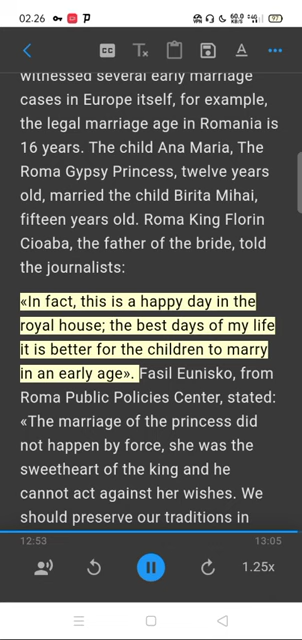 02.26
60.0
KB/S
97
CC
witnessed several early marriage
cases in Europe itself, for example,
the legal marriage age in Romania is
16 years. The child Ana Maria, The
Roma Gypsy Princess, twelve years
old, married the child Birita Mihai,
fifteen years old. Roma King Florin
Cioaba, the father of the bride, told
the journalists:
«In fact, this is a happy day in the
royal house; the best days of my life
it is better for the children to marry
in an early age». Fasil Eunisko, from
Roma Public Policies Center, stated:
«The marriage of the princess did
not happen by force, she was the
sweetheart of the king and he
cannot act against her wishes. We
should preserve our traditions in
12:53
13:05
1.25x